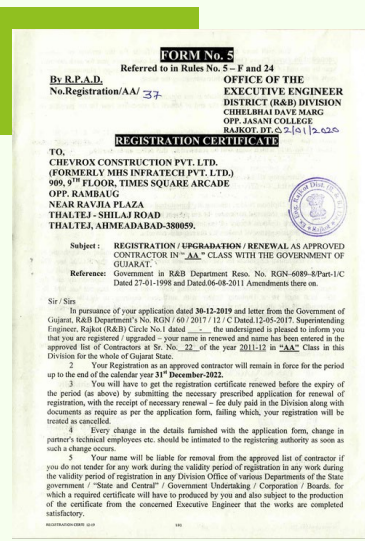 FORM No. 5
Referred to in Rules No. 5 – F and 24
By R.P.A.D.
No.Registration/AA/ 37
OFFICE OF THE
EXECUTIVE ENGINEER
DISTRICT (R&B) DIVISION
CHHELBHAI DAVE MARG
OPP. JASANI COLLEGE
RAJKOT. DT. 02/01/2020
REGISTRATION CERTIFICATE
TO,
CHEVROX CONSTRUCTION PVT. LTD.
(FORMERLY MHS INFRATECH PVT. LTD.)
909, 9TH FLOOR, TIMES SQUARE ARCADE
OPP. RAMBAUG
NEAR RAVJIA PLAZA
THALTEJ - SHILAJ ROAD
THALTEJ, AHMEADABAD-380059.
Subject : REGISTRATION / UPGRADATION / RENEWAL AS APPROVED
CONTRACTOR IN "AA" CLASS WITH THE GOVERNMENT OF
GUJARAT.
Reference: Government in R&B Department Reso. No. RGN–6089–8/Part-1/C
Dated 27-01-1998 and Dated.06-08-2011 Amendments there on.
Sir / Sirs
In pursuance of your application dated 30-12-2019 and letter from the Government of
Gujarat, R&B Department's No. RGN / 60 / 2017 / 12 / C Dated.12-05-2017. Superintending
Engineer, Rajkot (R&B) Circle No.1 dated - the undersigned is pleased to inform you
that you are registered / upgraded – your name in renewed and name has been entered in the
approved list of Contractors at Sr. No. 22 of the year 2011-12 in "AA" Class in this
Division for the whole of Gujarat State.
2 Your Registration as an approved contractor will remain in force for the period
up to the end of the calendar year 31st December-2022.
3 You will have to get the registration certificate renewed before the expiry of
the period (as above) by submitting the necessary prescribed application for renewal of
registration, with the receipt of necessary renewal – fee duly paid in the Division along with
documents as require as per the application form, failing which, your registration will be
treated as cancelled.
4 Every change in the details furnished with the application form, change in
partner's technical employees etc. should be intimated to the registering authority as soon as
such a change occurs.
5 Your name will be liable for removal from the approved list of contractor if
you do not tender for any work during the validity period of registration in any work during
the validity period of registration in any Division Office of various Departments of the State
government / "State and Central" / Government Undertaking / Corporation / Boards. for
which a required certificate will have to produced by you and also subject to the production
of the certificate from the concerned Executive Engineer that the works are completed
satisfactory.